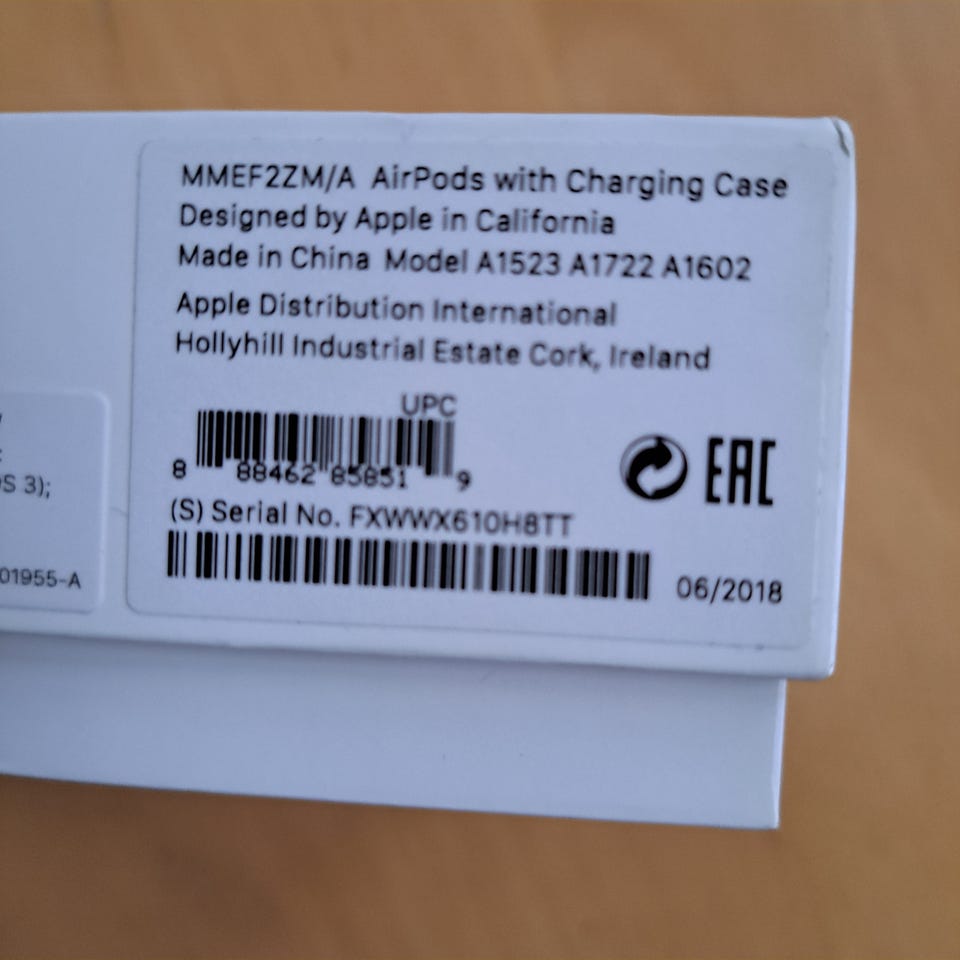 MMEF2ZM/A AirPods with Charging Case
Designed by Apple in California
Made in China Model A1523 A1722 A1602
Apple Distribution International
Hollyhill Industrial Estate Cork, Ireland
UPC
8 88462 85851 9
EAC
(S) Serial No. FXWWX610H8TT
06/2018
S 3);
01955-A